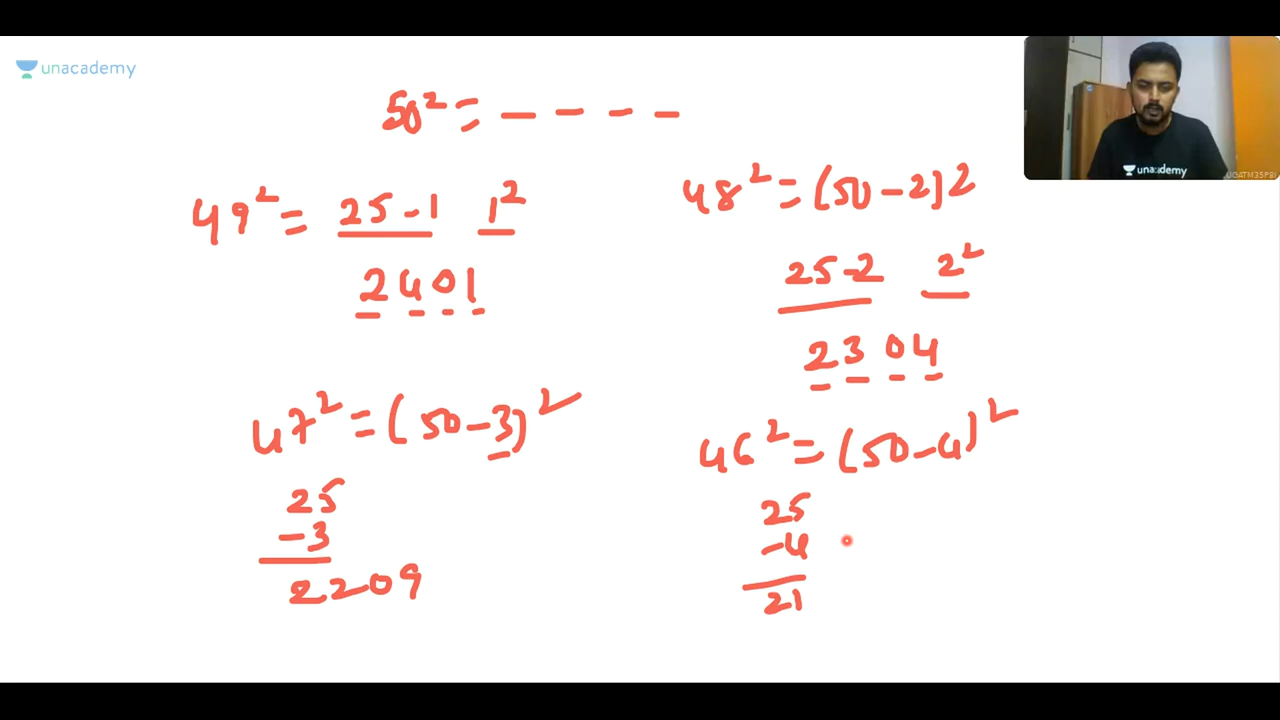 unacademy
50² = _ _ _ _
49² = 25-1 1²
2401
48² = (50-2)²
25-2 2²
2304
47² = (50-3)²
25
-3
2209
46² = (50-4)²
25
-4
21
unacademy